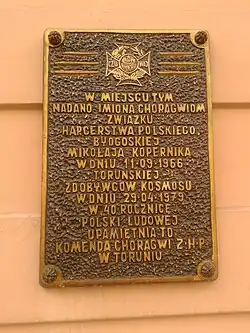 W MIEJSCU TYM
NADANO IMIONA CHORĄGWIOM
ZWIĄZKU
HARCERSTWA POLSKIEGO
BYDGOSKIEJ
MIKOŁAJA KOPERNIKA
W DNIU 11-09-1966
TORUŃSKIEJ
ZDOBYWCÓW KOSMOSU
W DNIU 29-04-1979
W 40 ROCZNICĘ
POLSKI LUDOWEJ
UPAMIĘTNIA TO
KOMENDA CHORĄGWI Z·H·P
W TORUNIU